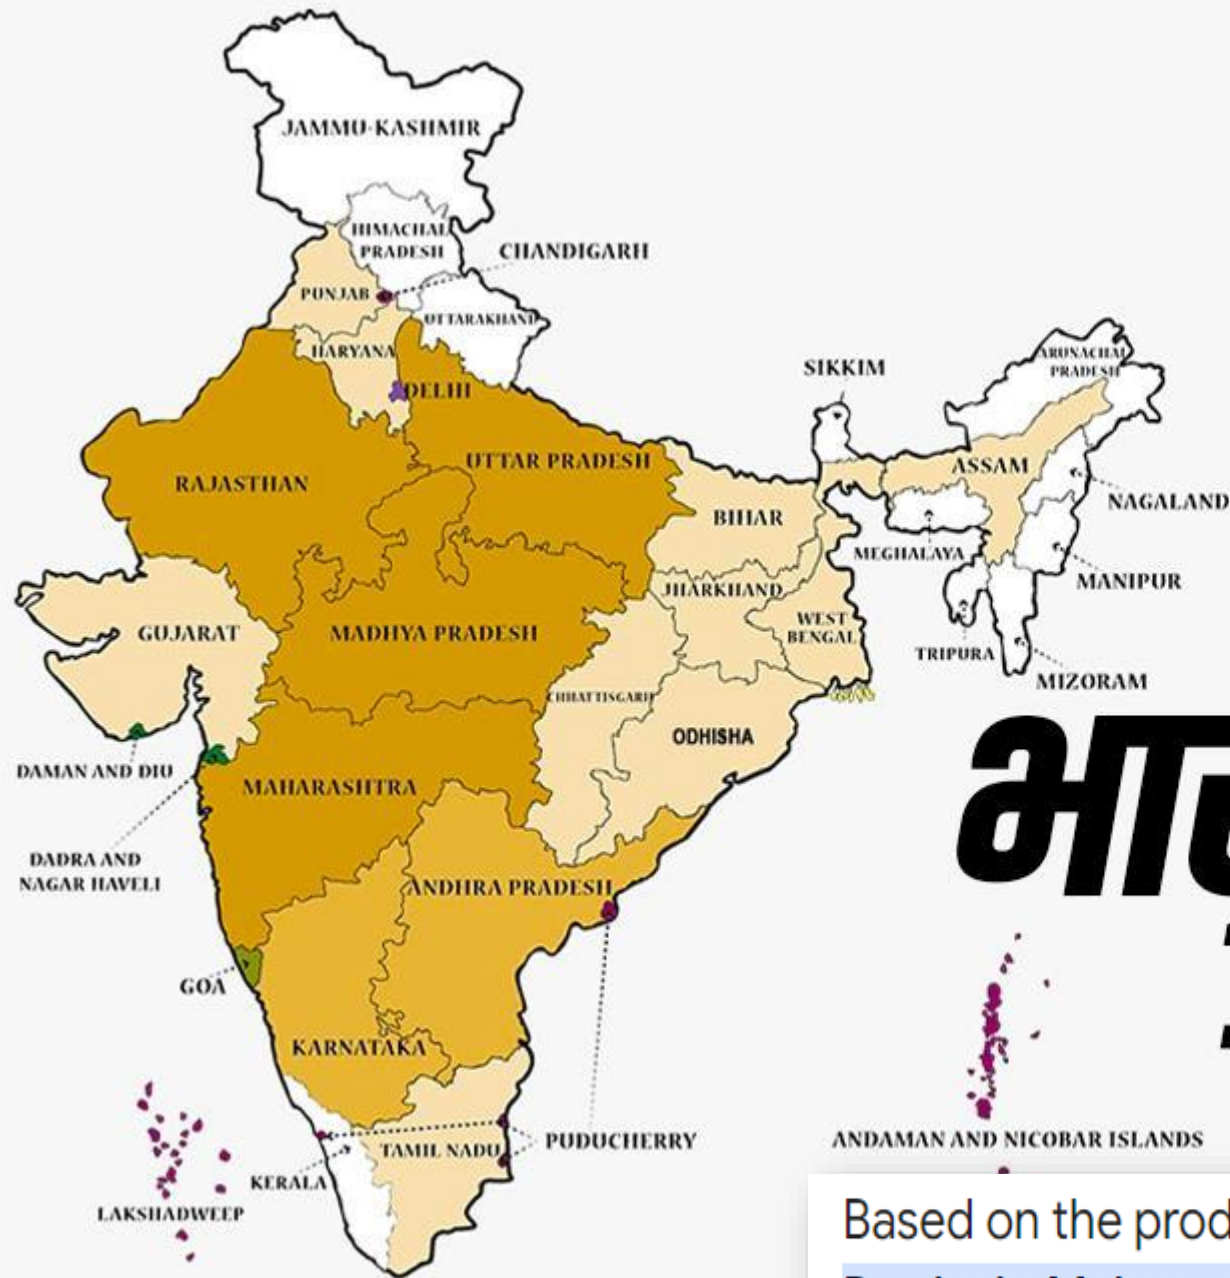 JAMMU-KASHMIR
HIMACHAL
PRADESH
CHANDIGARH
PUNJAB
UTTARAKHAND
HARYANA
DELHI
SIKKIM
ARUNACHAL
PRADESH
RAJASTHAN
UTTAR PRADESH
ASSAM
NAGALAND
BIHAR
MEGHALAYA
MANIPUR
JHARKHAND
GUJARAT
MADHYA PRADESH
WEST
BENGAL
TRIPURA
MIZORAM
CHHATTISGARH
ODHISHA
DAMAN AND DIU
MAHARASHTRA
DADRA AND
NAGAR HAVELI
ANDHRA PRADESH
GOA
KARNATAKA
PUDUCHERRY
ANDAMAN AND NICOBAR ISLANDS
TAMIL NADU
KERALA
LAKSHADWEEP
Based on the